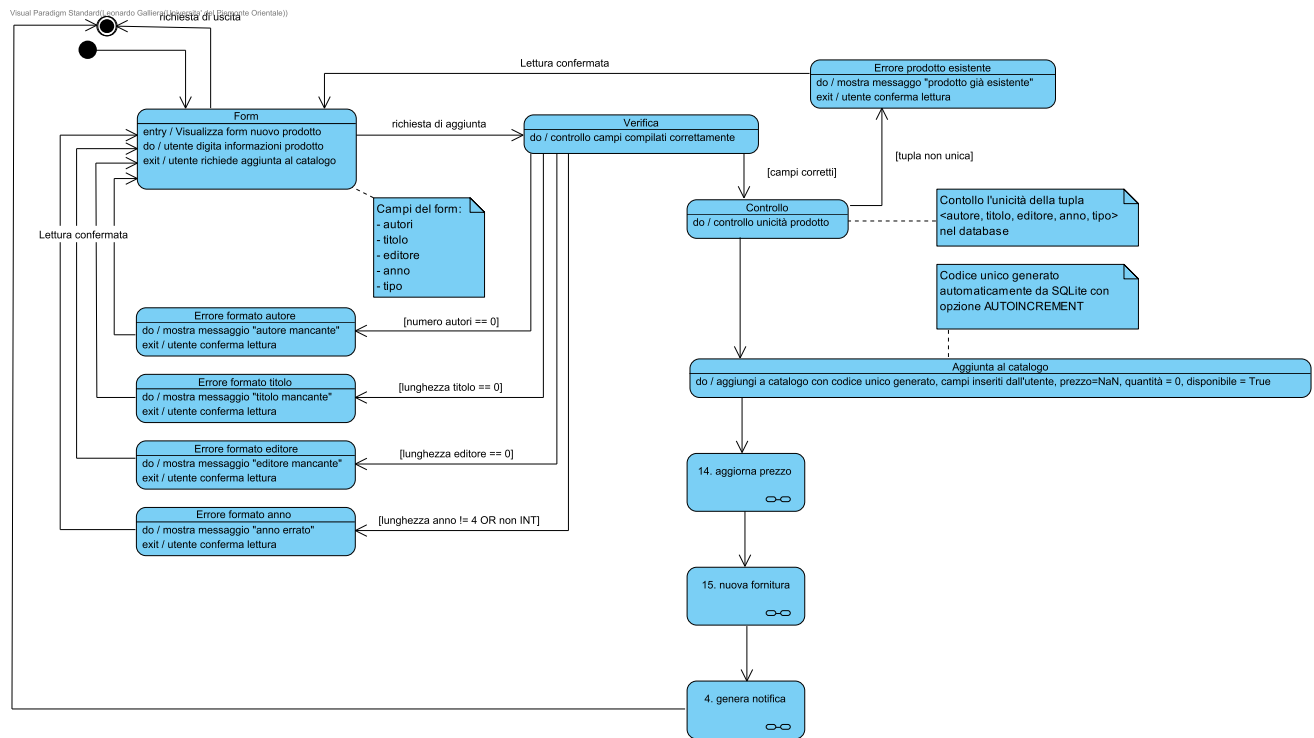 Visual Paradigm Standard(Leonardo Galliera(Universita' del Piemonte Orientale))
richiesta di uscita
Lettura confermata
Errore prodotto esistente
do / mostra messaggo "prodotto già esistente"
exit / utente conferma lettura
Form
entry / Visualizza form nuovo prodotto
do / utente digita informazioni prodotto
exit / utente richiede aggiunta al catalogo
richiesta di aggiunta
Verifica
do / controllo campi compilati correttamente
[tupla non unica]
[campi corretti]
Campi del form:
- autori
- titolo
- editore
- anno
- tipo
Controllo
do / controllo unicità prodotto
Contollo l'unicità della tupla
<autore, titolo, editore, anno, tipo>
nel database
Lettura confermata
Codice unico generato
automaticamente da SQLite con
opzione AUTOINCREMENT
Errore formato autore
do / mostra messaggio "autore mancante"
exit / utente conferma lettura
[numero autori == 0]
Aggiunta al catalogo
do / aggiungi a catalogo con codice unico generato, campi inseriti dall'utente, prezzo=NaN, quantità = 0, disponibile = True
Errore formato titolo
do / mostra messaggio "titolo mancante"
exit / utente conferma lettura
[lunghezza titolo == 0]
Errore formato editore
do / mostra messaggio "editore mancante"
exit / utente conferma lettura
[lunghezza editore == 0]
14. aggiorna prezzo
Errore formato anno
do / mostra messaggio "anno errato"
exit / utente conferma lettura
[lunghezza anno != 4 OR non INT]
15. nuova fornitura
4. genera notifica